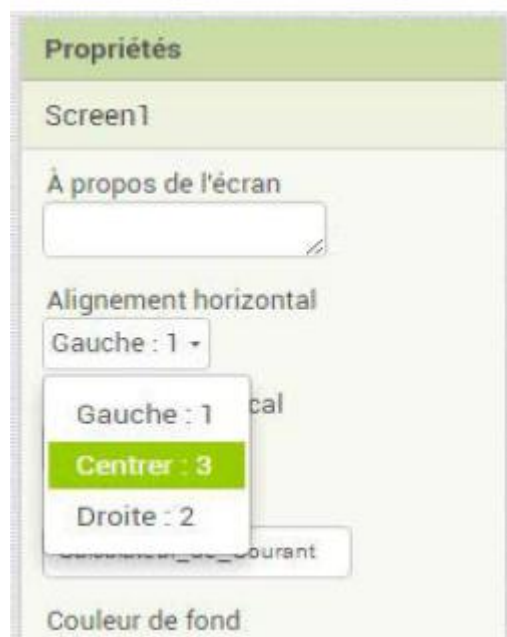 Propriétés
Screen1
À propos de l'écran
Alignement horizontal
Gauche : 1
Gauche : 1
cal
Centrer : 3
Droite : 2
Courant
Couleur de fond